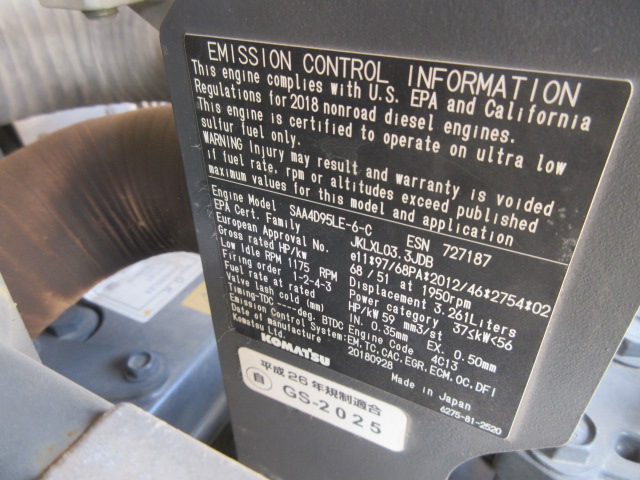 EMISSION CONTROL INFORMATION
This engine complies with U.S. EPA and California
Regulations for 2018 nonroad diesel engines.
This engine is certified to operate on ultra low
sulfur fuel only.
WARNING Injury may result and warranty is voided
if fuel rate, rpm or altitudes exceed published
maximum values for this model and application
Engine Model SAA4D95LE-6-C ESN 727187
EPA Cert. Family JKLXL03.3JDB
European Approval No. e11*97/68PA*2012/46*2754*02
Gross rated HP/kw 68/51 at 1950rpm Displacement 3.261Liters
Low idle RPM 1175 RPM Power category 37≤kW<56
Firing order 1-2-4-3
Fuel rate at rated HP/kW 59 mm3/st
Valve lash cold (mm) IN. 0.35mm EX. 0.50mm
Timing-TDC ---deg. BTDC Engine Code 4C13
Emission Control System: EM,TC,CAC,EGR,ECM,OC,DFI
Date of manufacture 20180928
Komatsu Ltd. Made in Japan
KOMATSU 6275-81-2520
平成26年規制適合
自 GS-2025